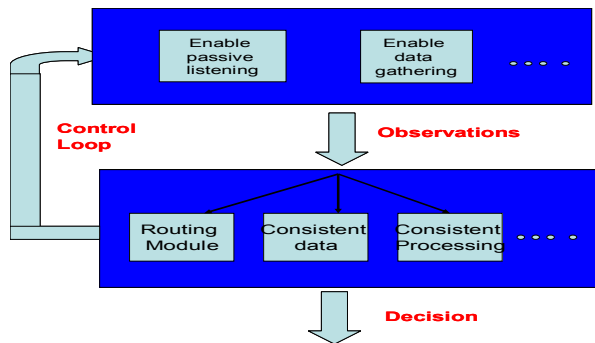 Enable
passive
listening
Enable
data
gathering
Control
Loop
Observations
Routing
Module
Consistent
data
Consistent
Processing
Decision